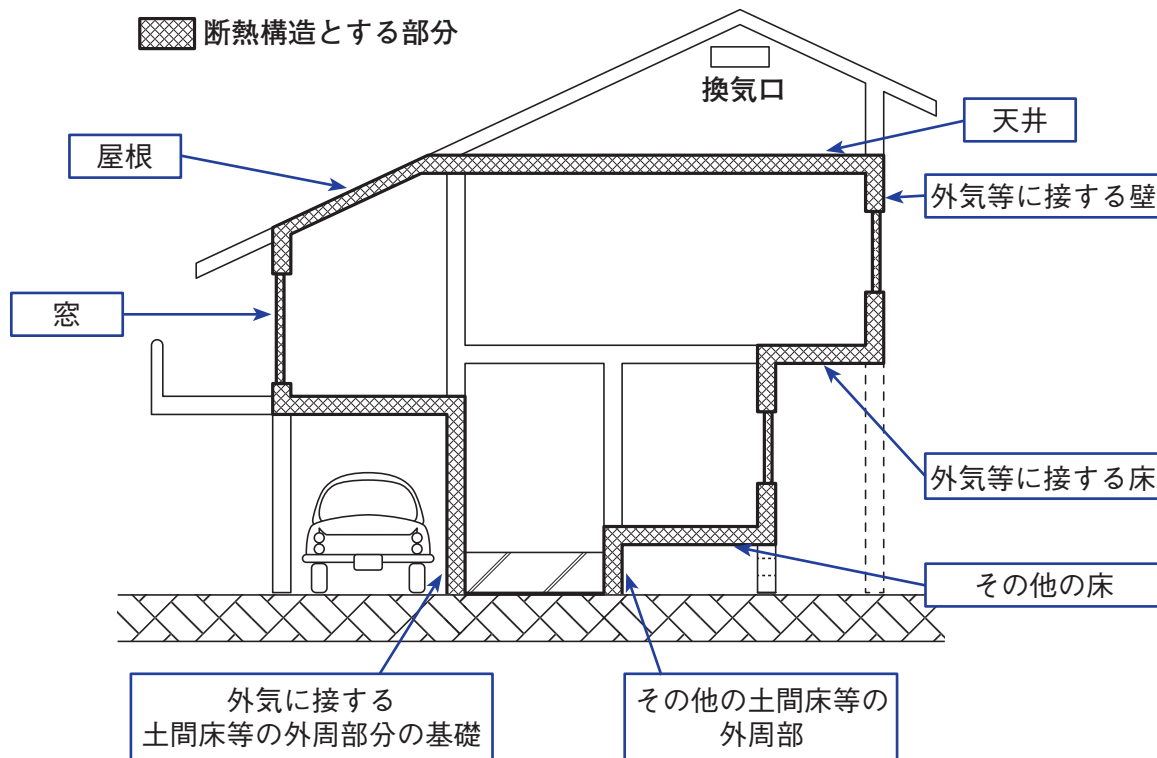 断熱構造とする部分
換気口
天井
屋根
外気等に接する壁
窓
外気等に接する床
その他の床
外気に接する
土間床等の外周部分の基礎
その他の土間床等の
外周部